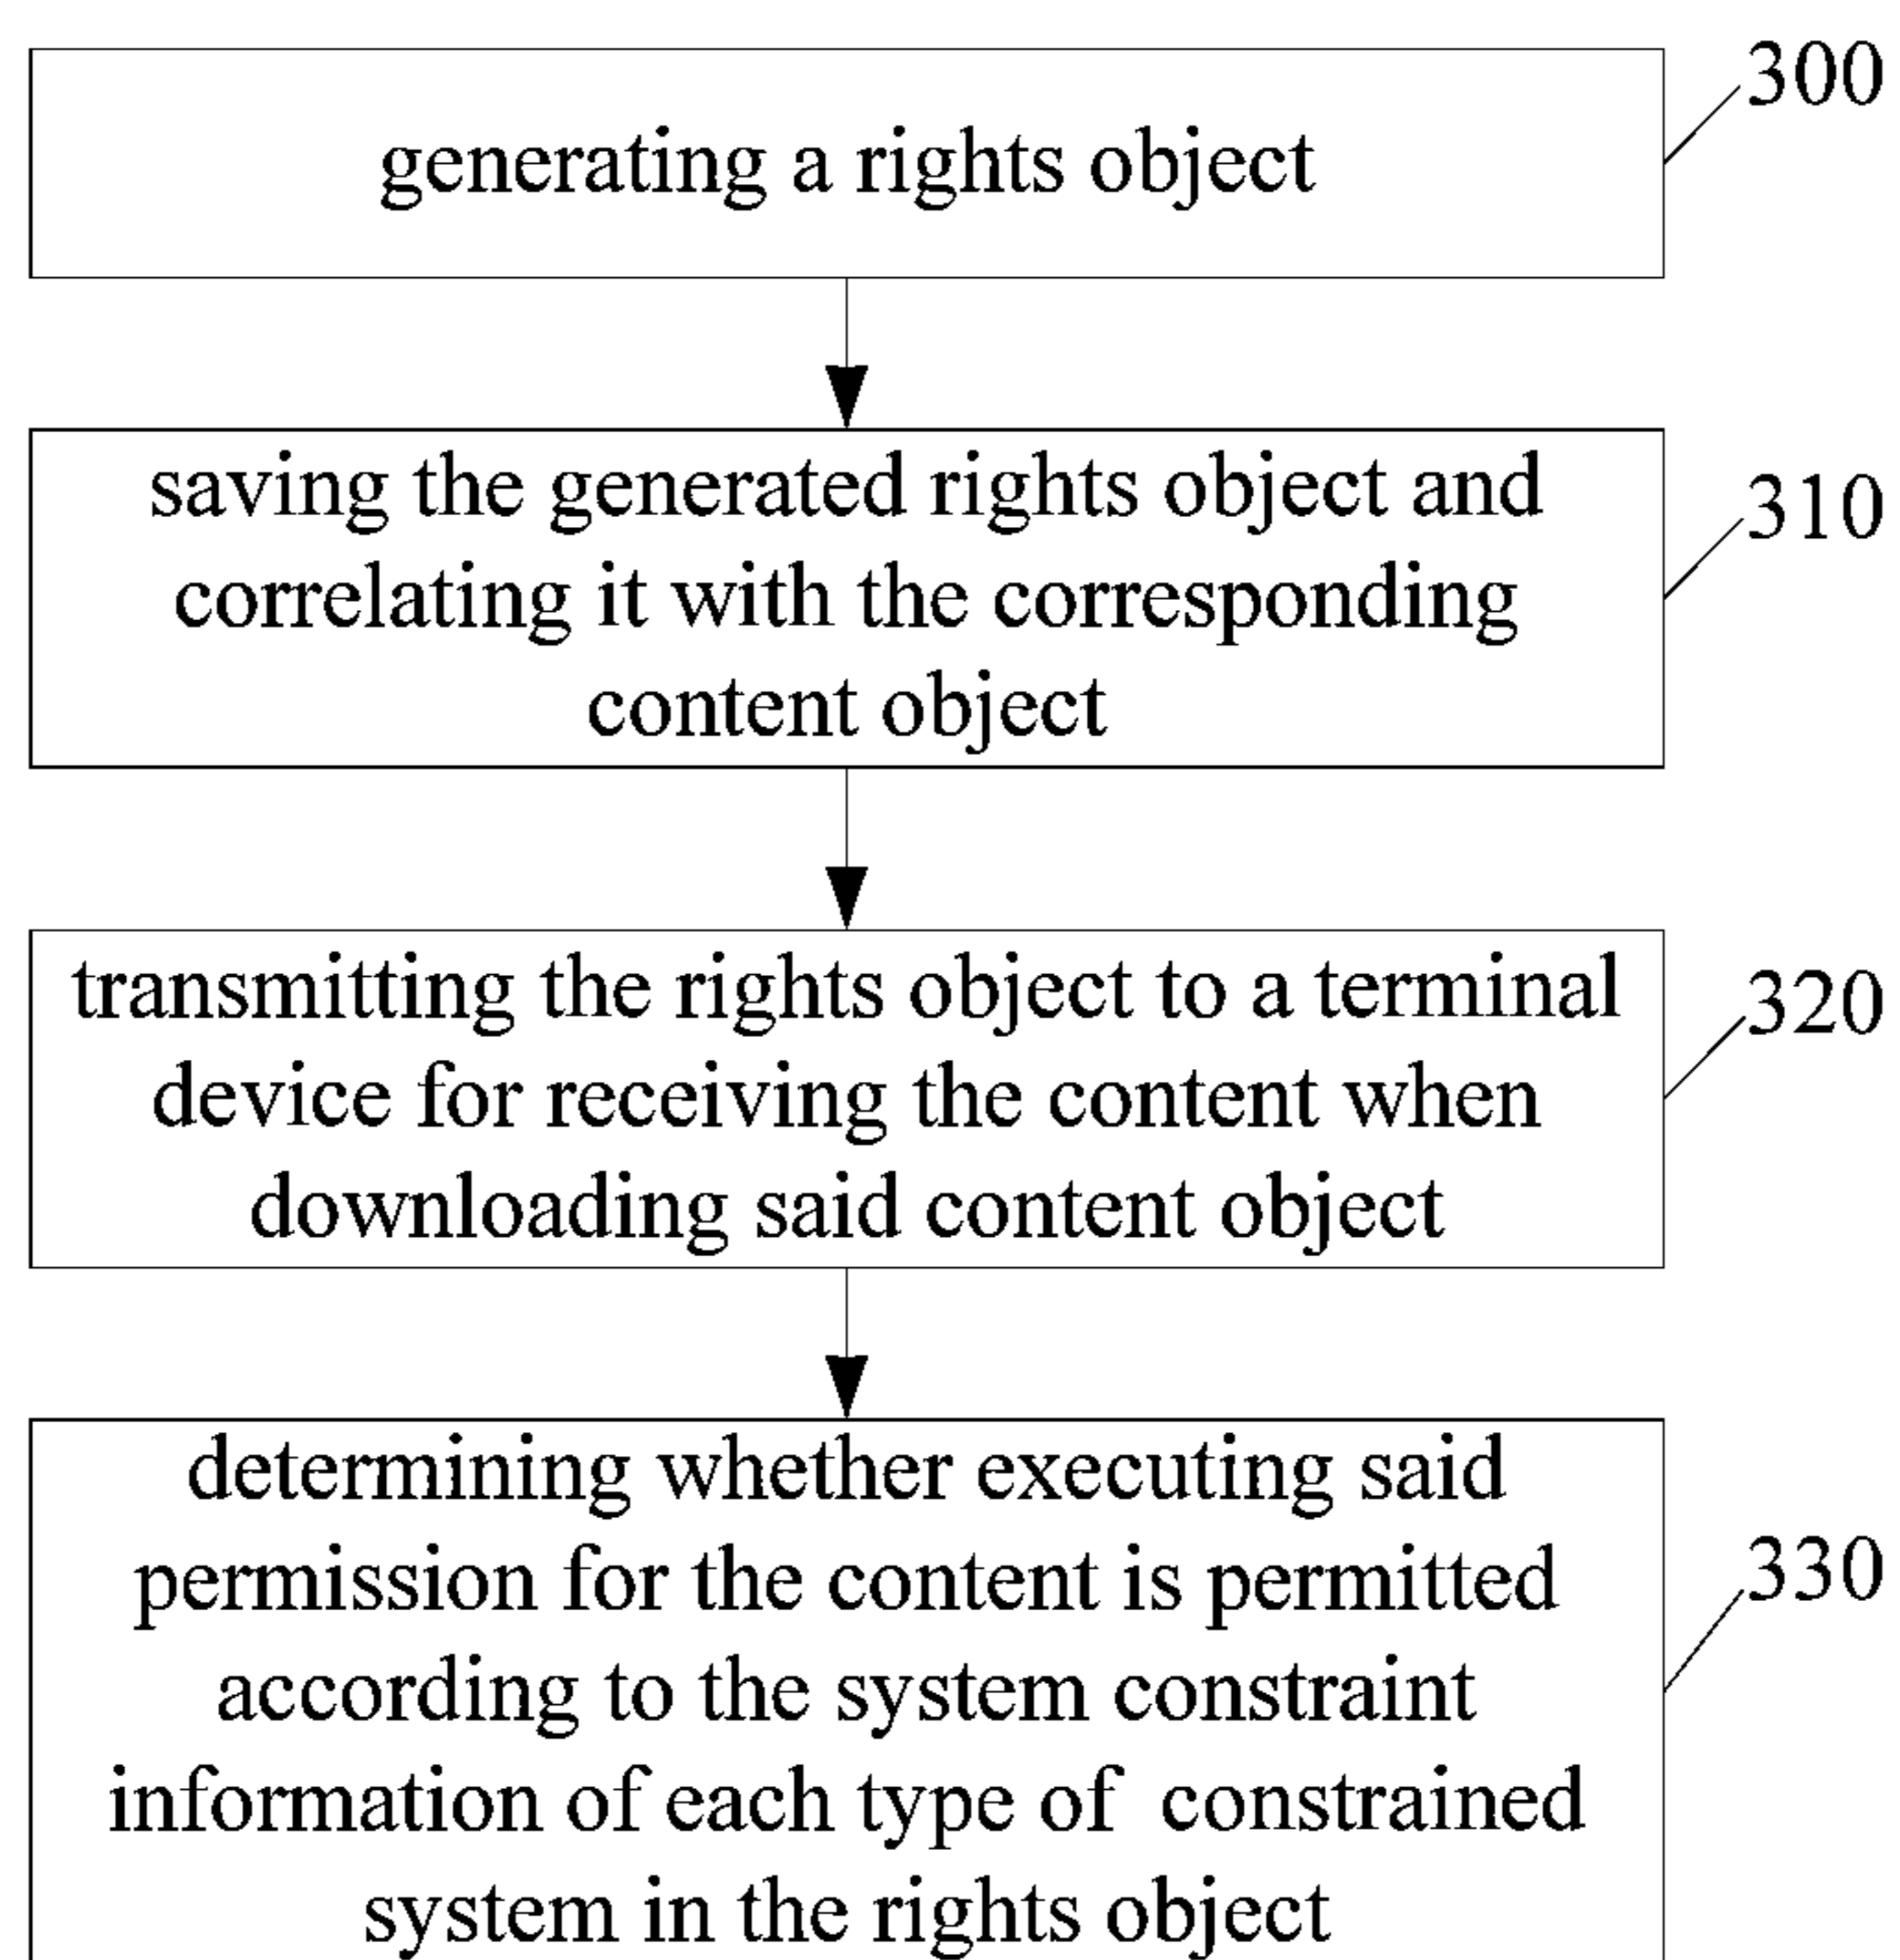 300
generating a rights object
310
saving the generated rights object and
correlating it with the corresponding
content object
320
transmitting the rights object to a terminal
device for receiving the content when
downloading said content object
330
determining whether executing said
permission for the content is permitted
according to the system constraint
information of each type of constrained
system in the rights object